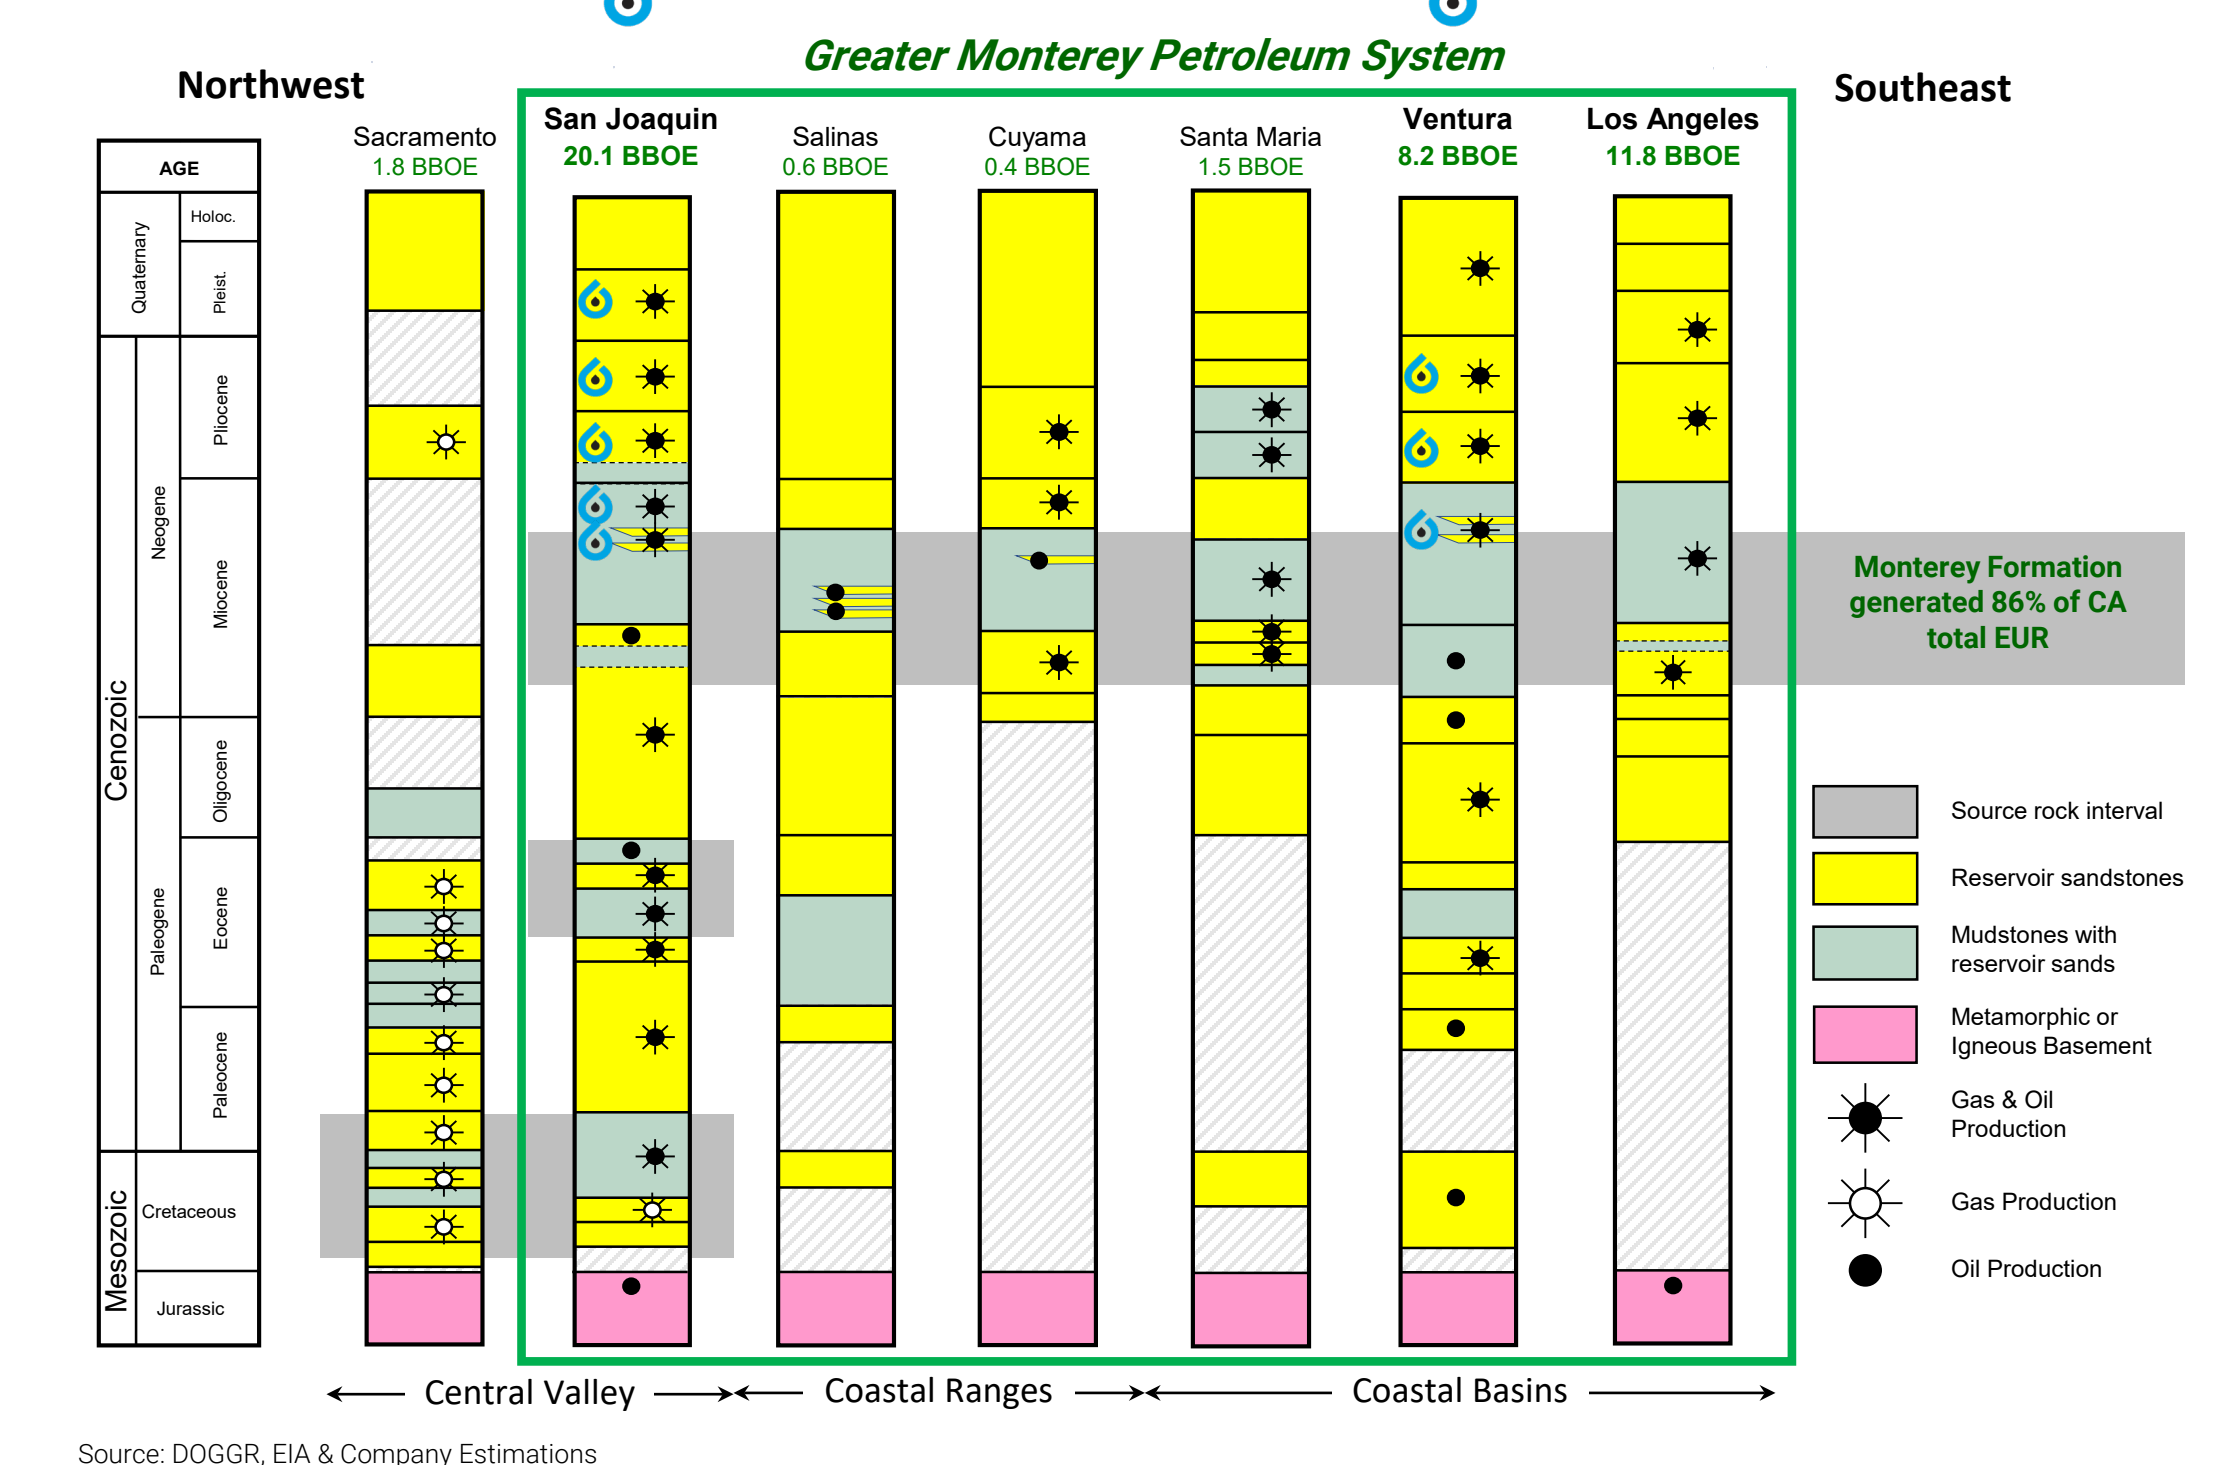 Greater Monterey Petroleum System
Northwest
Southeast
AGE
Quaternary
Holoc.
Pleist.
Cenozoic
Neogene
Pliocene
Miocene
Paleogene
Oligocene
Eocene
Paleocene
Mesozoic
Cretaceous
Jurassic
Sacramento
1.8 BBOE
San Joaquin
20.1 BBOE
Salinas
0.6 BBOE
Cuyama
0.4 BBOE
Santa Maria
1.5 BBOE
Ventura
8.2 BBOE
Los Angeles
11.8 BBOE
Monterey Formation
generated 86% of CA
total EUR
Source rock interval
Reservoir sandstones
Mudstones with
reservoir sands
Metamorphic or
Igneous Basement
Gas & Oil
Production
Gas Production
Oil Production
Central Valley
Coastal Ranges
Coastal Basins
Source: DOGGR, EIA & Company Estimations